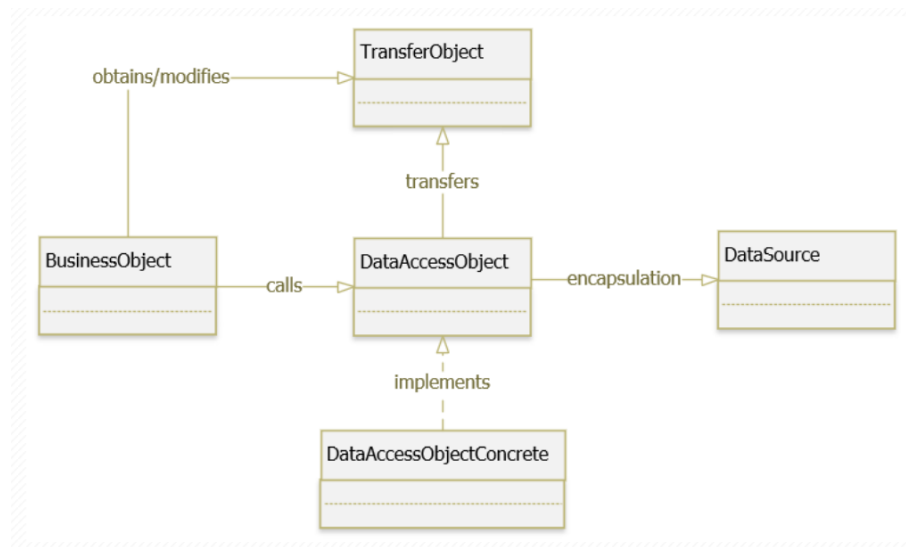 TransferObject
obtains/modifies
transfers
BusinessObject
DataAccessObject
DataSource
calls
encapsulation
implements
DataAccessObjectConcrete